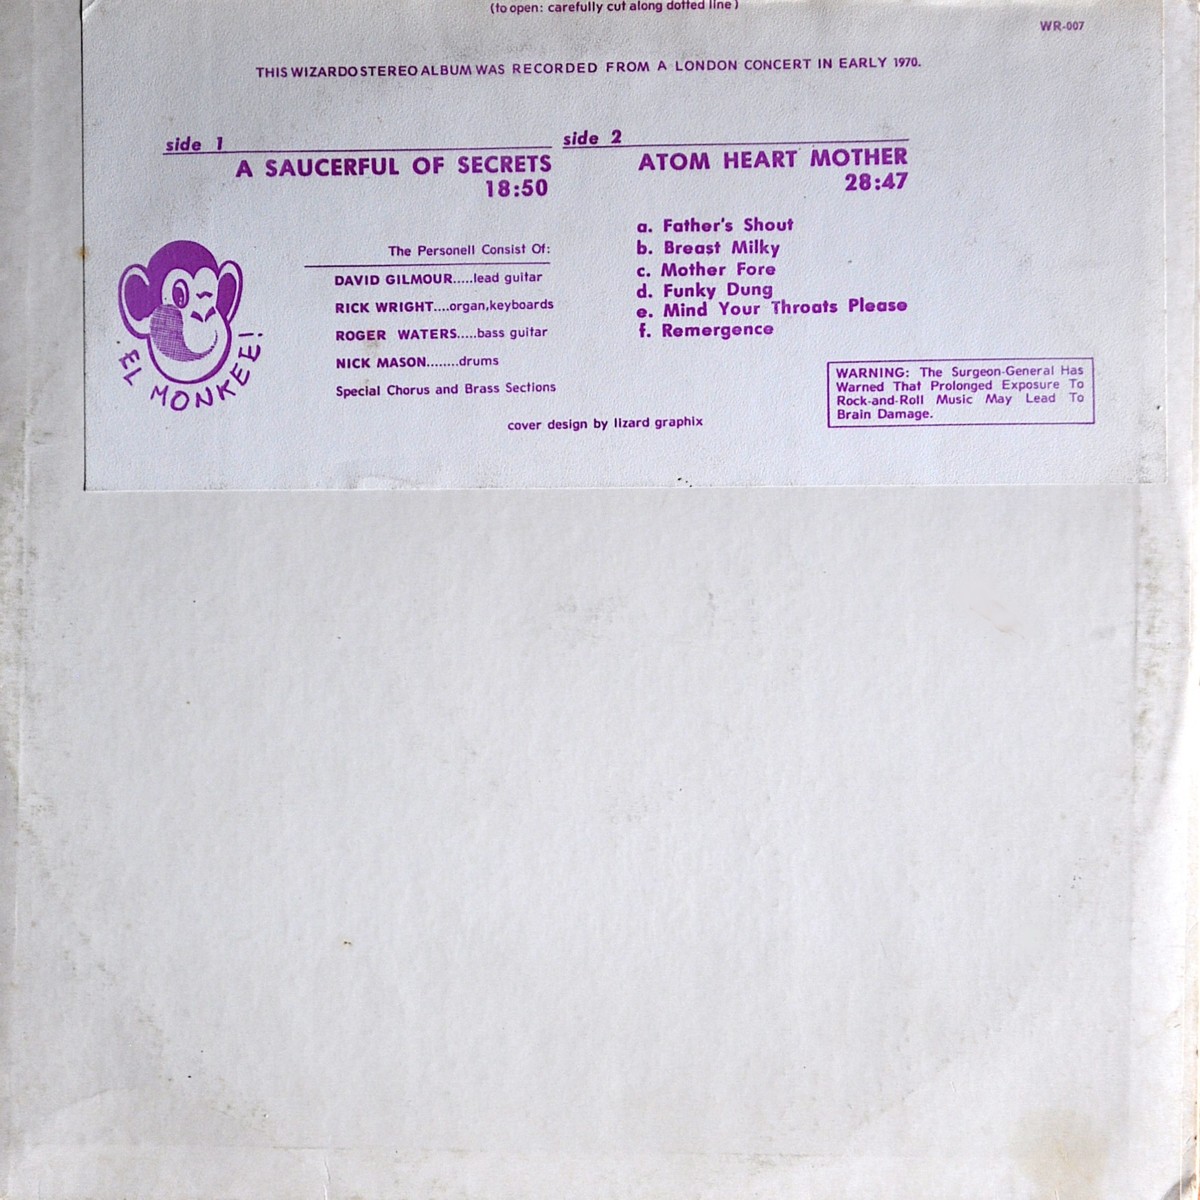 (to open: carefully cut along dotted line)
WR-007
THIS WIZARDO STEREO ALBUM WAS RECORDED FROM A LONDON CONCERT IN EARLY 1970.
side 1
A SAUCERFUL OF SECRETS
18:50
side 2
ATOM HEART MOTHER
28:47
a. Father's Shout
b. Breast Milky
c. Mother Fore
d. Funky Dung
e. Mind Your Throats Please
f. Remergence
The Personell Consist Of:
DAVID GILMOUR.....lead guitar
RICK WRIGHT....organ,keyboards
ROGER WATERS.....bass guitar
NICK MASON........drums
Special Chorus and Brass Sections
EL MONKEE!
cover design by lizard graphix
WARNING: The Surgeon-General Has
Warned That Prolonged Exposure To
Rock-and-Roll Music May Lead To
Brain Damage.